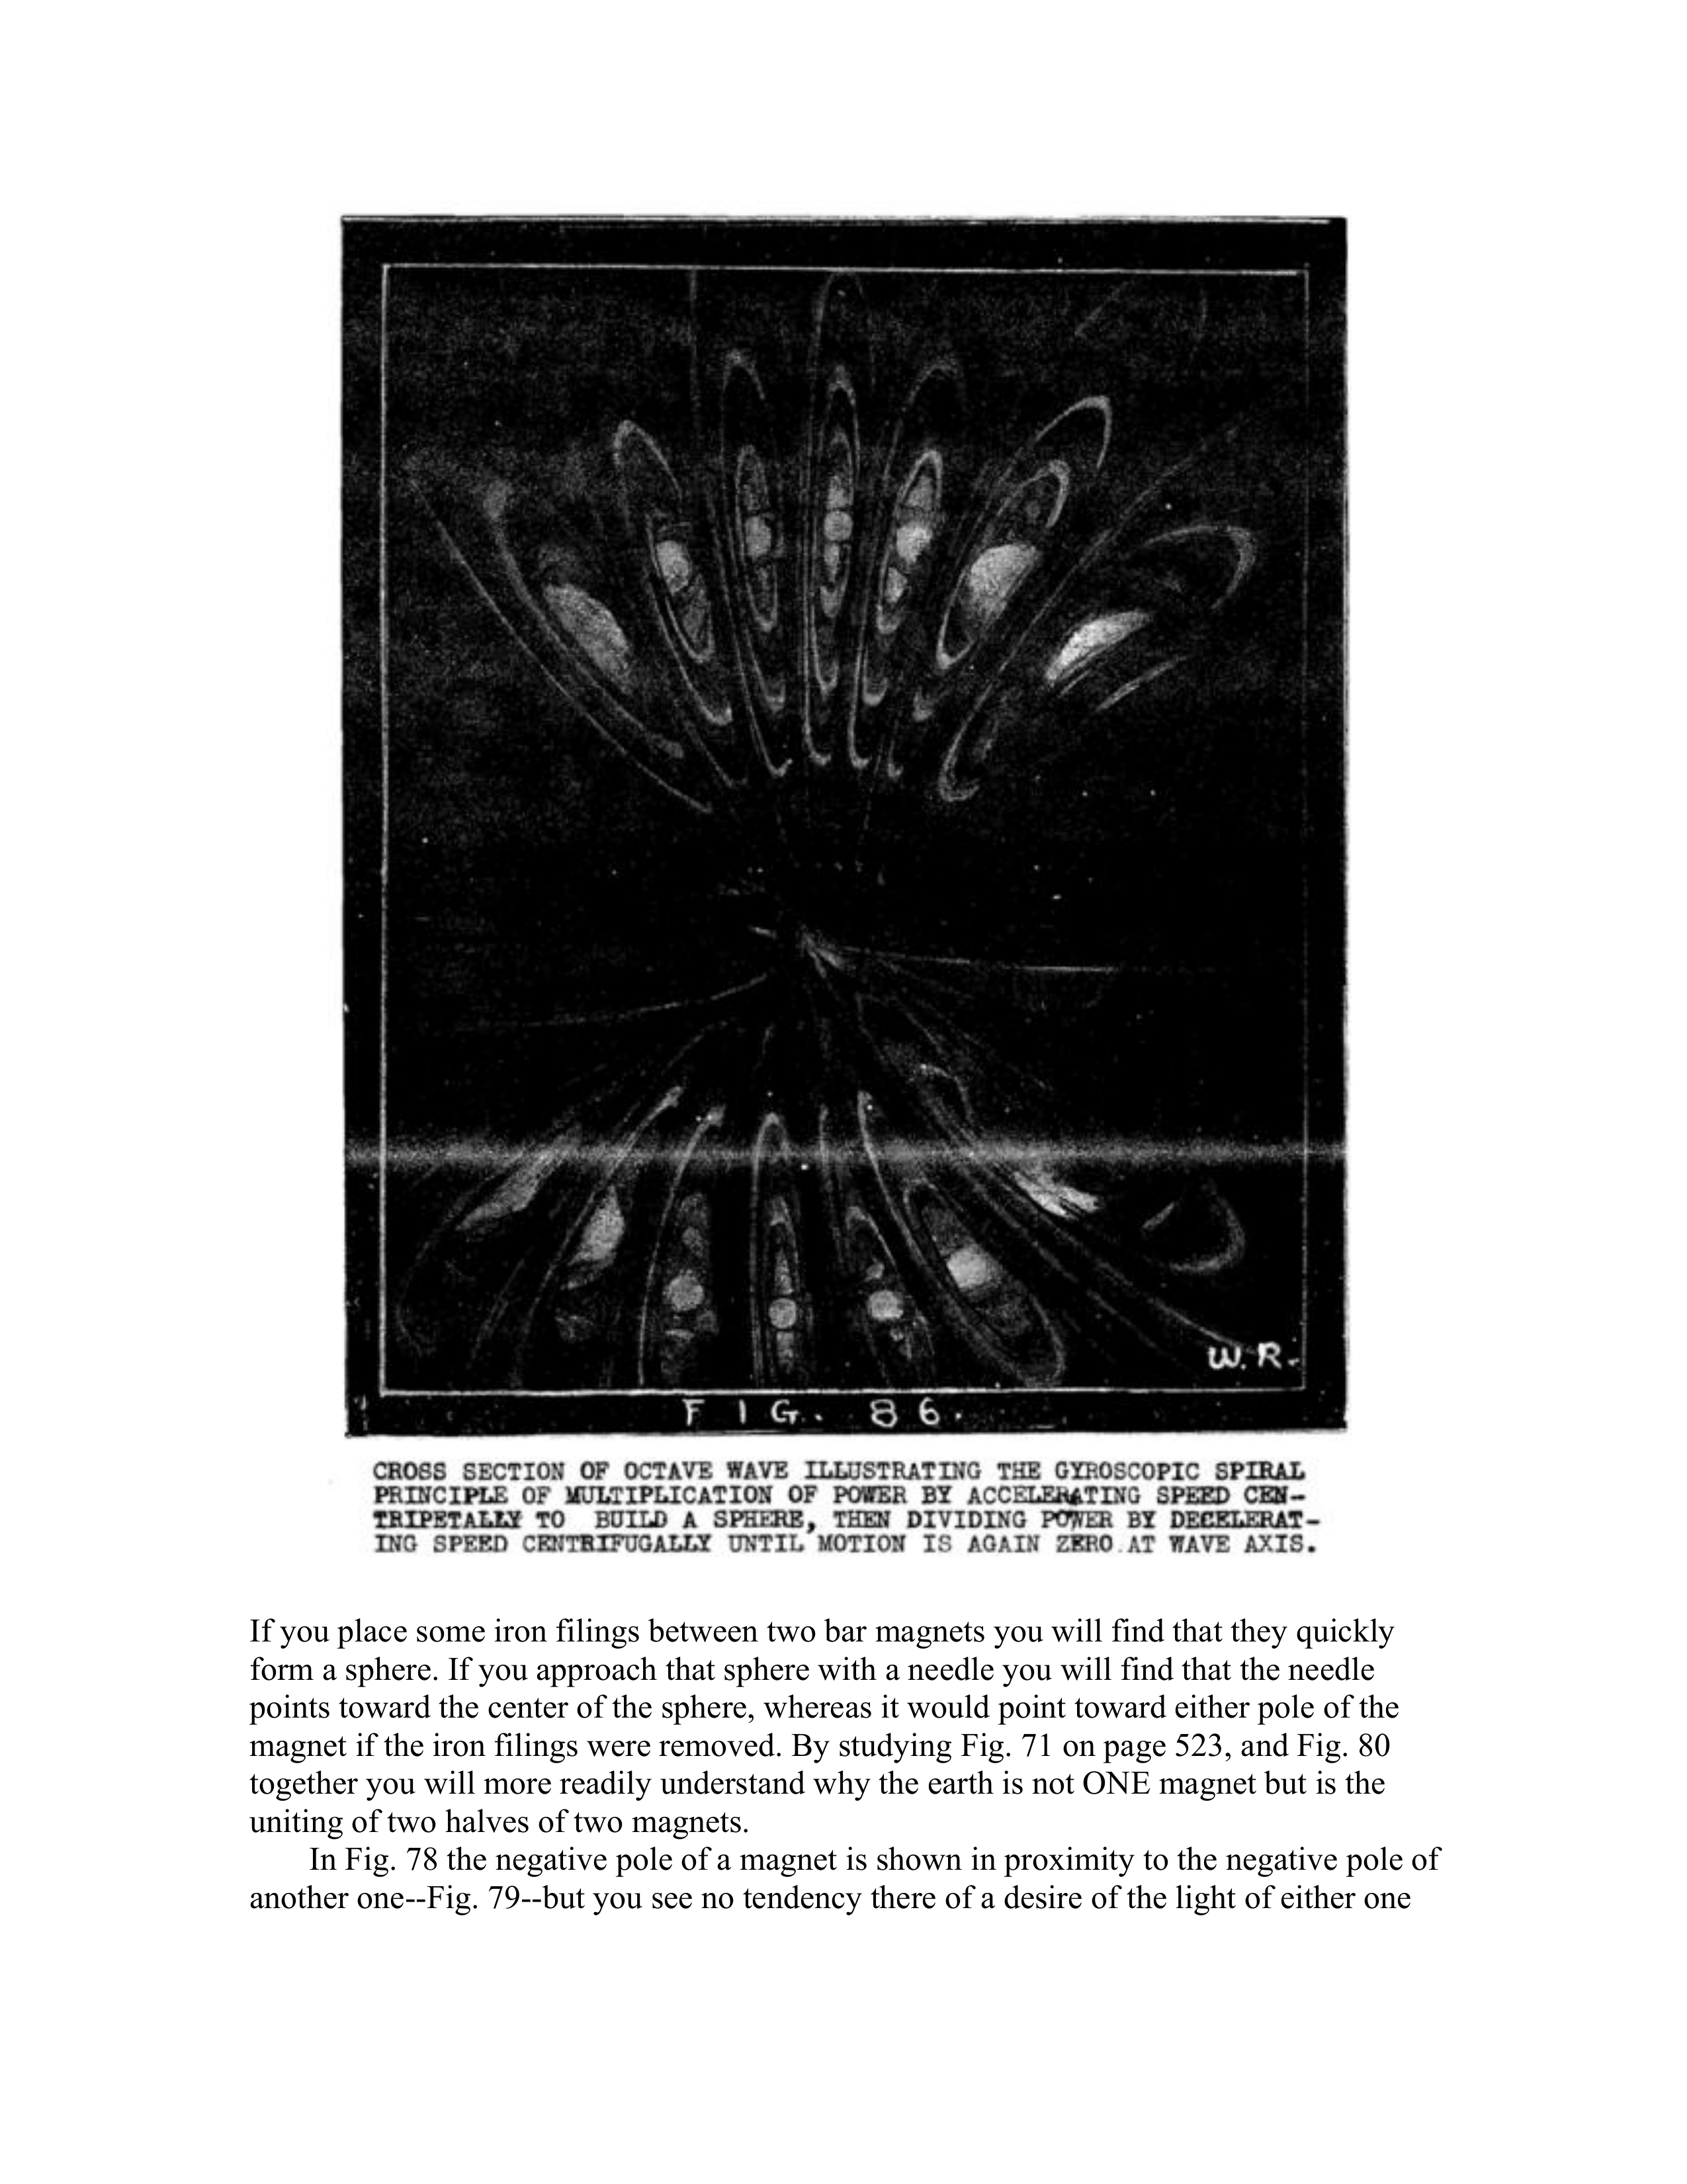 W. R.
FIG. 86.
CROSS SECTION OF OCTAVE WAVE ILLUSTRATING THE GYROSCOPIC SPIRAL
PRINCIPLE OF MULTIPLICATION OF POWER BY ACCELERATING SPEED CEN-
TRIPETALLY TO BUILD A SPHERE, THEN DIVIDING POWER BY DECELERAT-
ING SPEED CENTRIFUGALLY UNTIL MOTION IS AGAIN ZERO AT WAVE AXIS.
If you place some iron filings between two bar magnets you will find that they quickly
form a sphere. If you approach that sphere with a needle you will find that the needle
points toward the center of the sphere, whereas it would point toward either pole of the
magnet if the iron filings were removed. By studying Fig. 71 on page 523, and Fig. 80
together you will more readily understand why the earth is not ONE magnet but is the
uniting of two halves of two magnets.
In Fig. 78 the negative pole of a magnet is shown in proximity to the negative pole of
another one--Fig. 79--but you see no tendency there of a desire of the light of either one